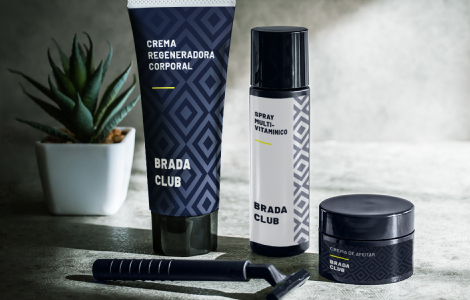 CREMA
REGENERADORA
CORPORAL
BRADA
CLUB
SPRAY
MULTI-
VITAMINICO
BRADA
CLUB
CREMA DE AFEITAR
BRADA
CLUB